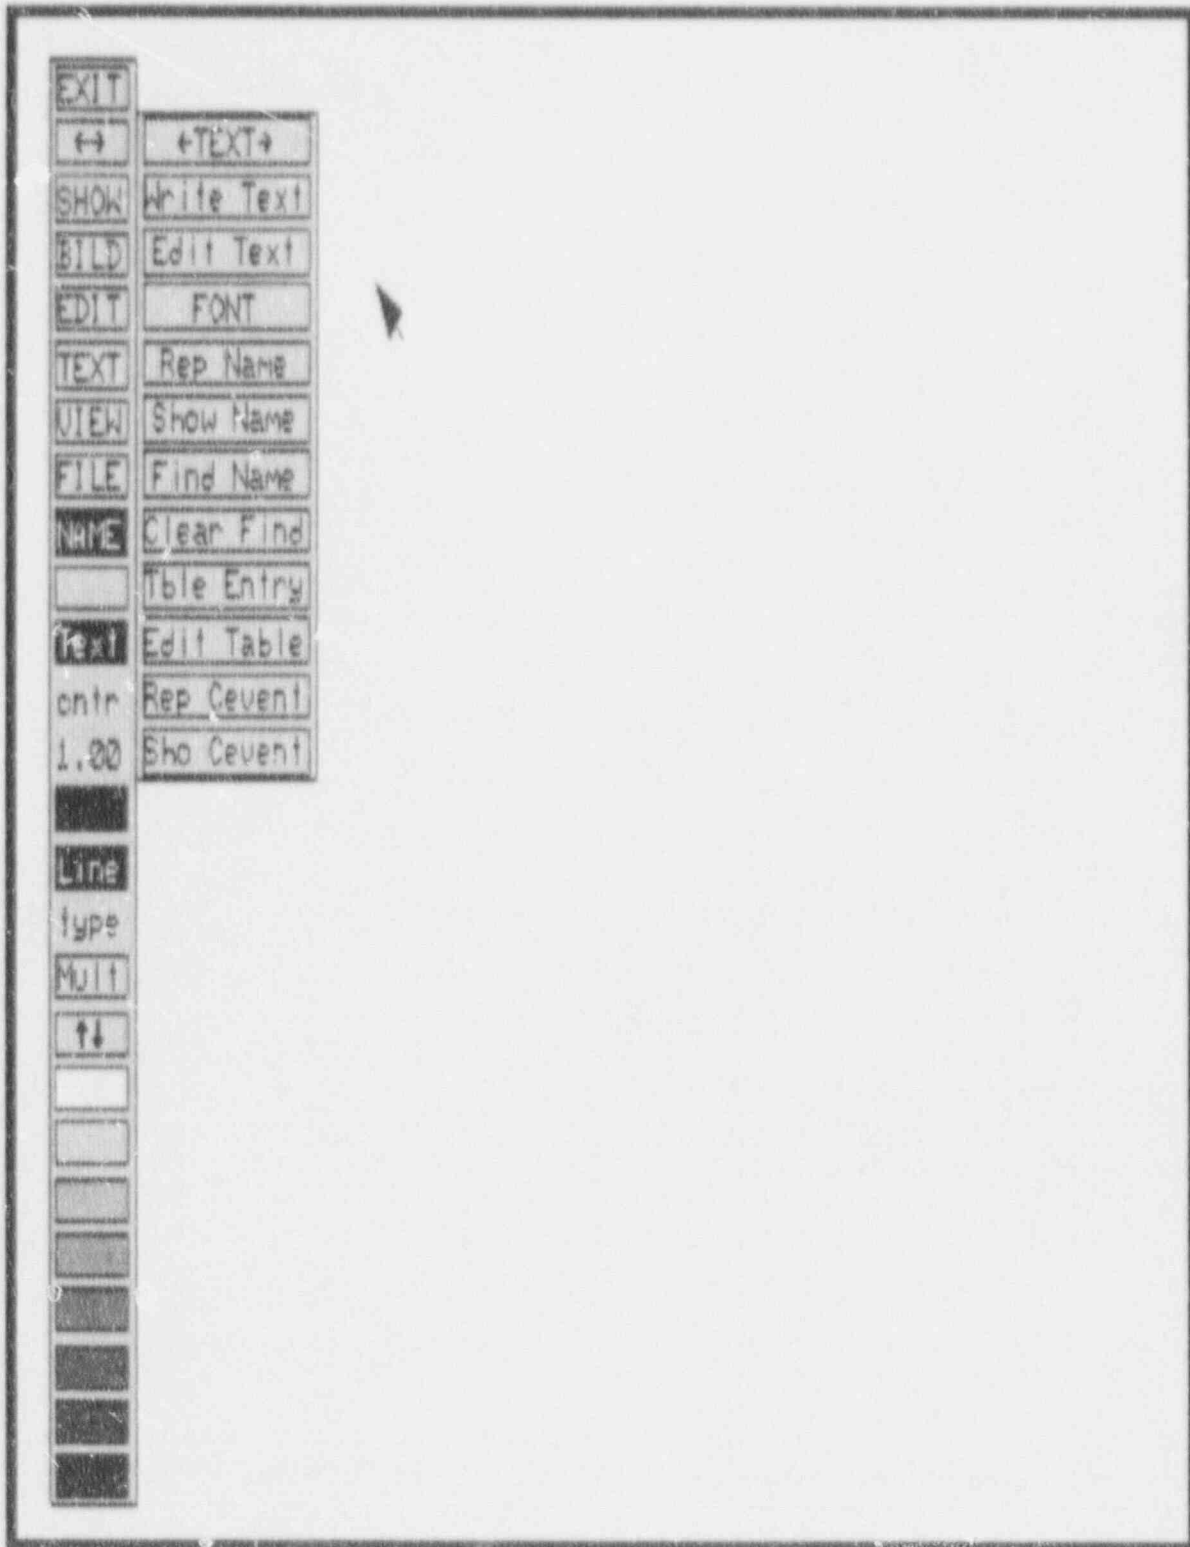 EXIT
↔ ←TEXT→
SHOW Write Text
BILD Edit Text
EDIT FONT
TEXT Rep Name
VIEW Show Name
FILE Find Name
NAME Clear Find
Tble Entry
Text Edit Table
cntr Rep Cevent
1.00 Sho Cevent
Line
type
Mult
↑↓